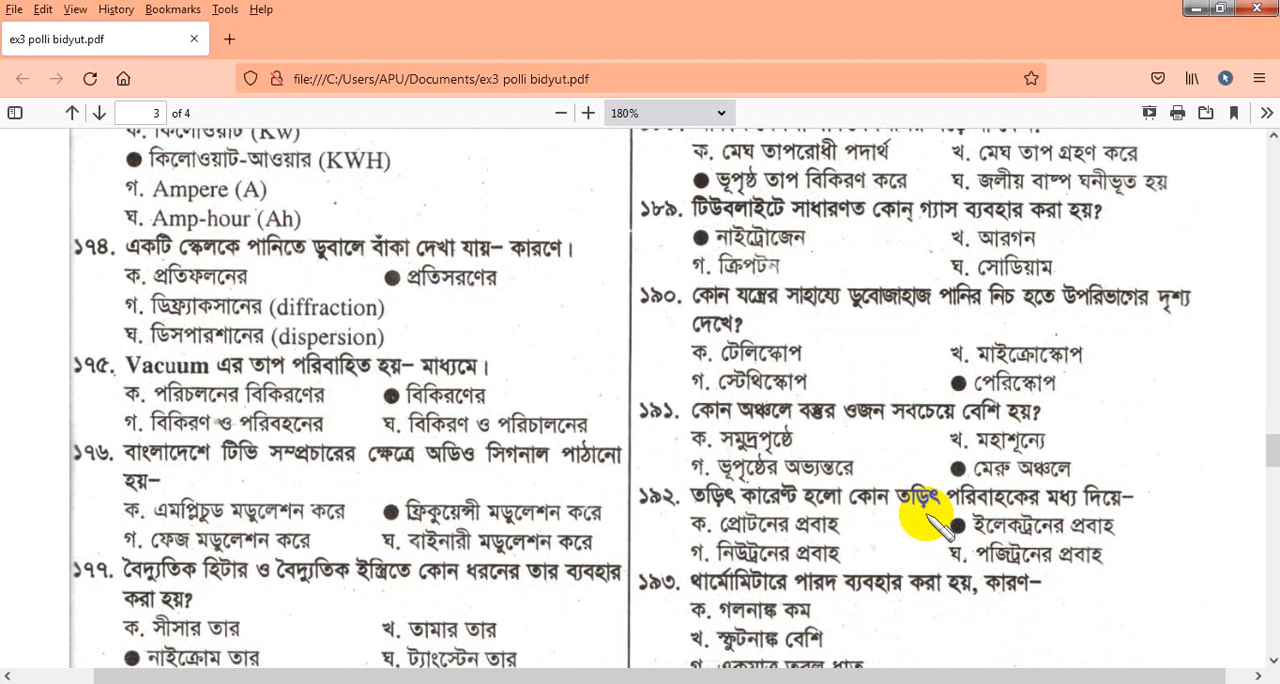 File Edit View History Bookmarks Tools Help
ex3 polli bidyut.pdf
file:///C:/Users/APU/Documents/ex3 polli bidyut.pdf
3 of 4
180%
ক. কিলোওয়াট (Kw)
কিলোওয়াট-আওয়ার (KWH)
গ. Ampere (A)
ঘ. Amp-hour (Ah)
১৭৪. একটি স্কেলকে পানিতে ডুবালে বাঁকা দেখা যায়– কারণে।
ক. প্রতিফলনের ● প্রতিসরণের
গ. ডিফ্র্যাকসানের (diffraction)
ঘ. ডিসপারশানের (dispersion)
১৭৫. Vacuum এর তাপ পরিবাহিত হয়– মাধ্যমে।
ক. পরিচলনের বিকিরণের ● বিকিরণের
গ. বিকিরণ ও পরিবহনের ঘ. বিকিরণ ও পরিচালনের
১৭৬. বাংলাদেশে টিভি সম্প্রচারের ক্ষেত্রে অডিও সিগনাল পাঠানো
হয়–
ক. এমপ্লিচুড মডুলেশন করে ● ফ্রিকুয়েন্সী মডুলেশন করে
গ. ফেজ মডুলেশন করে ঘ. বাইনারী মডুলেশন করে
১৭৭. বৈদ্যুতিক হিটার ও বৈদ্যুতিক ইস্ত্রিতে কোন ধরনের তার ব্যবহার
করা হয়?
ক. সীসার তার খ. তামার তার
● নাইক্রোম তার ঘ. ট্যাংস্টেন তার
ক. মেঘ তাপরোধী পদার্থ খ. মেঘ তাপ গ্রহণ করে
● ভূপৃষ্ঠ তাপ বিকিরণ করে ঘ. জলীয় বাষ্প ঘনীভূত হয়
১৮৯. টিউবলাইটে সাধারণত কোন্ গ্যাস ব্যবহার করা হয়?
● নাইট্রোজেন খ. আরগন
গ. ক্রিপটন ঘ. সোডিয়াম
১৯০. কোন যন্ত্রের সাহায্যে ডুবোজাহাজ পানির নিচ হতে উপরিভাগের দৃশ্য
দেখে?
ক. টেলিস্কোপ খ. মাইক্রোস্কোপ
গ. স্টেথিস্কোপ ● পেরিস্কোপ
১৯১. কোন অঞ্চলে বস্তুর ওজন সবচেয়ে বেশি হয়?
ক. সমুদ্রপৃষ্ঠে খ. মহাশূন্যে
গ. ভূপৃষ্ঠের অভ্যন্তরে ● মেরু অঞ্চলে
১৯২. তড়িৎ কারেন্ট হলো কোন তড়িৎ পরিবাহকের মধ্য দিয়ে–
ক. প্রোটনের প্রবাহ ● ইলেকট্রনের প্রবাহ
গ. নিউট্রনের প্রবাহ ঘ. পজিট্রনের প্রবাহ
১৯৩. থার্মোমিটারে পারদ ব্যবহার করা হয়, কারণ–
ক. গলনাঙ্ক কম
খ. স্ফুটনাঙ্ক বেশি